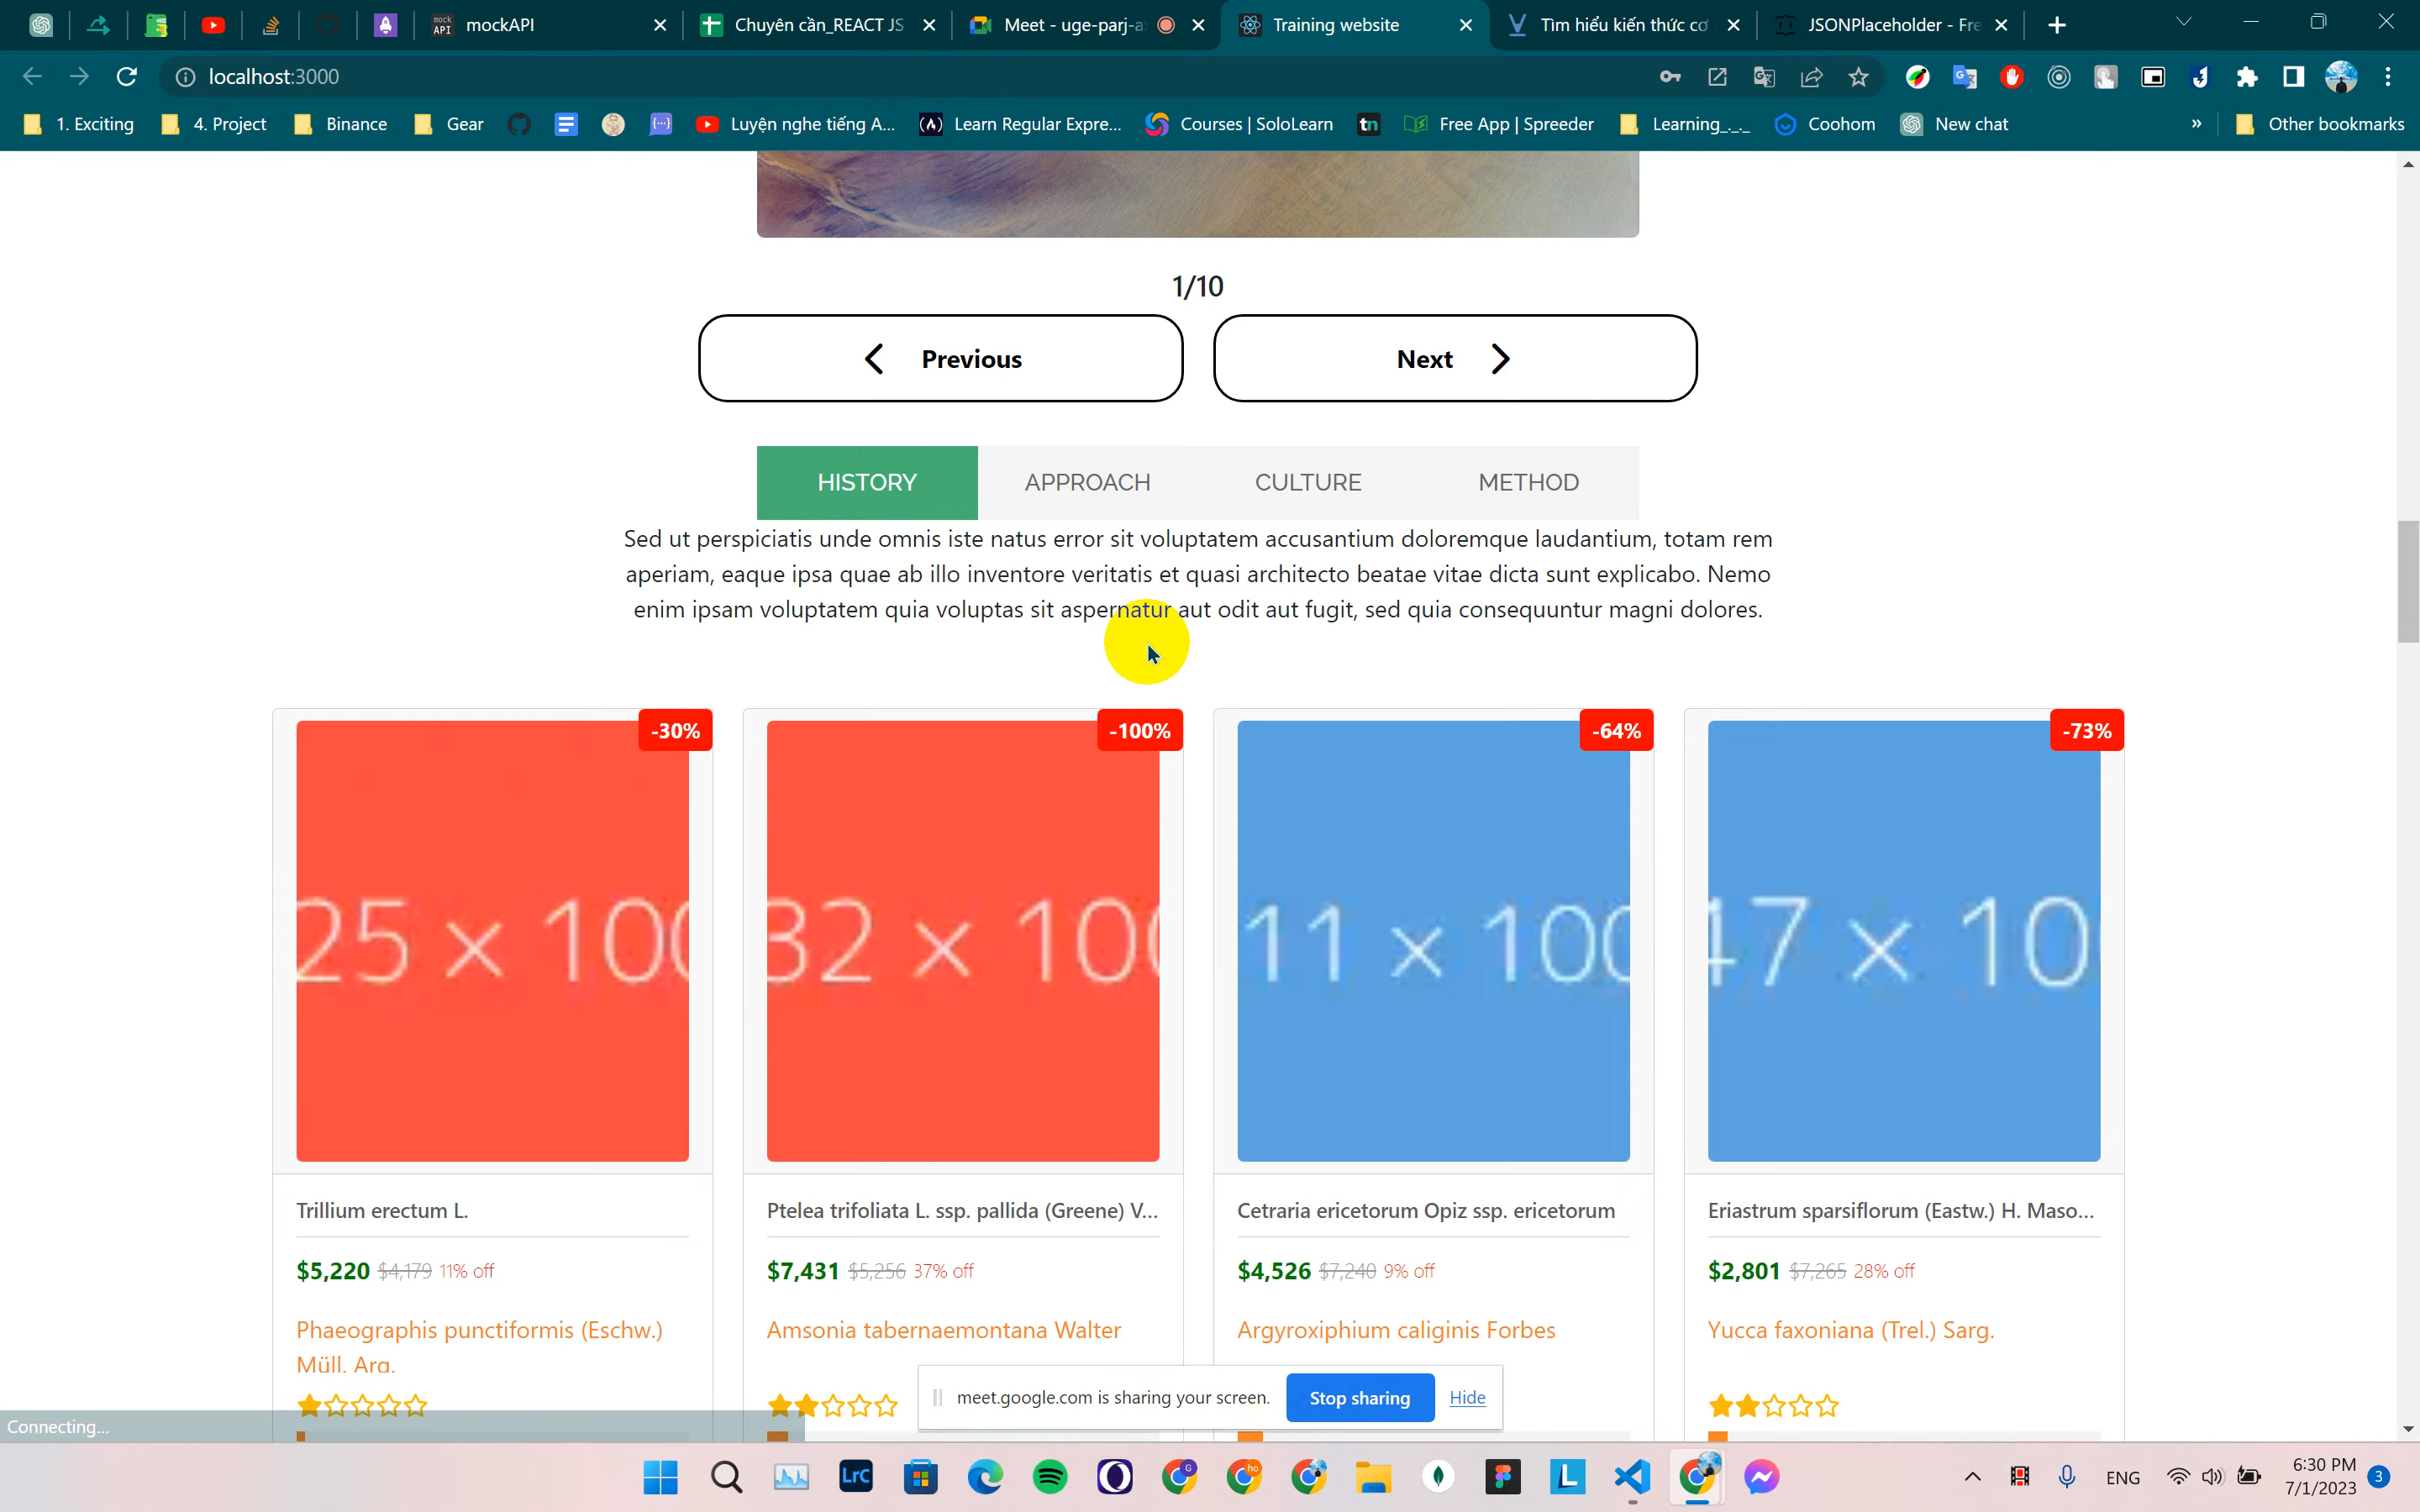 mockAPI
Chuyên cần_REACT JS
Meet - uge-parj-a
Training website
Tìm hiểu kiến thức cơ
JSONPlaceholder - Fre
localhost:3000
1. Exciting
4. Project
Binance
Gear
Luyện nghe tiếng A...
Learn Regular Expre...
Courses | SoloLearn
tn
Free App | Spreeder
Learning_._._
Coohom
New chat
»
Other bookmarks
1/10
Previous
Next
HISTORY
APPROACH
CULTURE
METHOD
Sed ut perspiciatis unde omnis iste natus error sit voluptatem accusantium doloremque laudantium, totam rem
aperiam, eaque ipsa quae ab illo inventore veritatis et quasi architecto beatae vitae dicta sunt explicabo. Nemo
enim ipsam voluptatem quia voluptas sit aspernatur aut odit aut fugit, sed quia consequuntur magni dolores.
-30%
-100%
-64%
-73%
25 × 100
32 × 100
11 × 100
47 × 10
Trillium erectum L.
Ptelea trifoliata L. ssp. pallida (Greene) V...
Cetraria ericetorum Opiz ssp. ericetorum
Eriastrum sparsiflorum (Eastw.) H. Maso...
$5,220 $4,179 11% off
$7,431 $5,256 37% off
$4,526 $7,240 9% off
$2,801 $7,265 28% off
Phaeographis punctiformis (Eschw.)
Müll. Arg.
Amsonia tabernaemontana Walter
Argyroxiphium caliginis Forbes
Yucca faxoniana (Trel.) Sarg.
meet.google.com is sharing your screen.
Stop sharing
Hide
Connecting...
LrC
G
ho
L
ENG
6:30 PM
7/1/2023
3